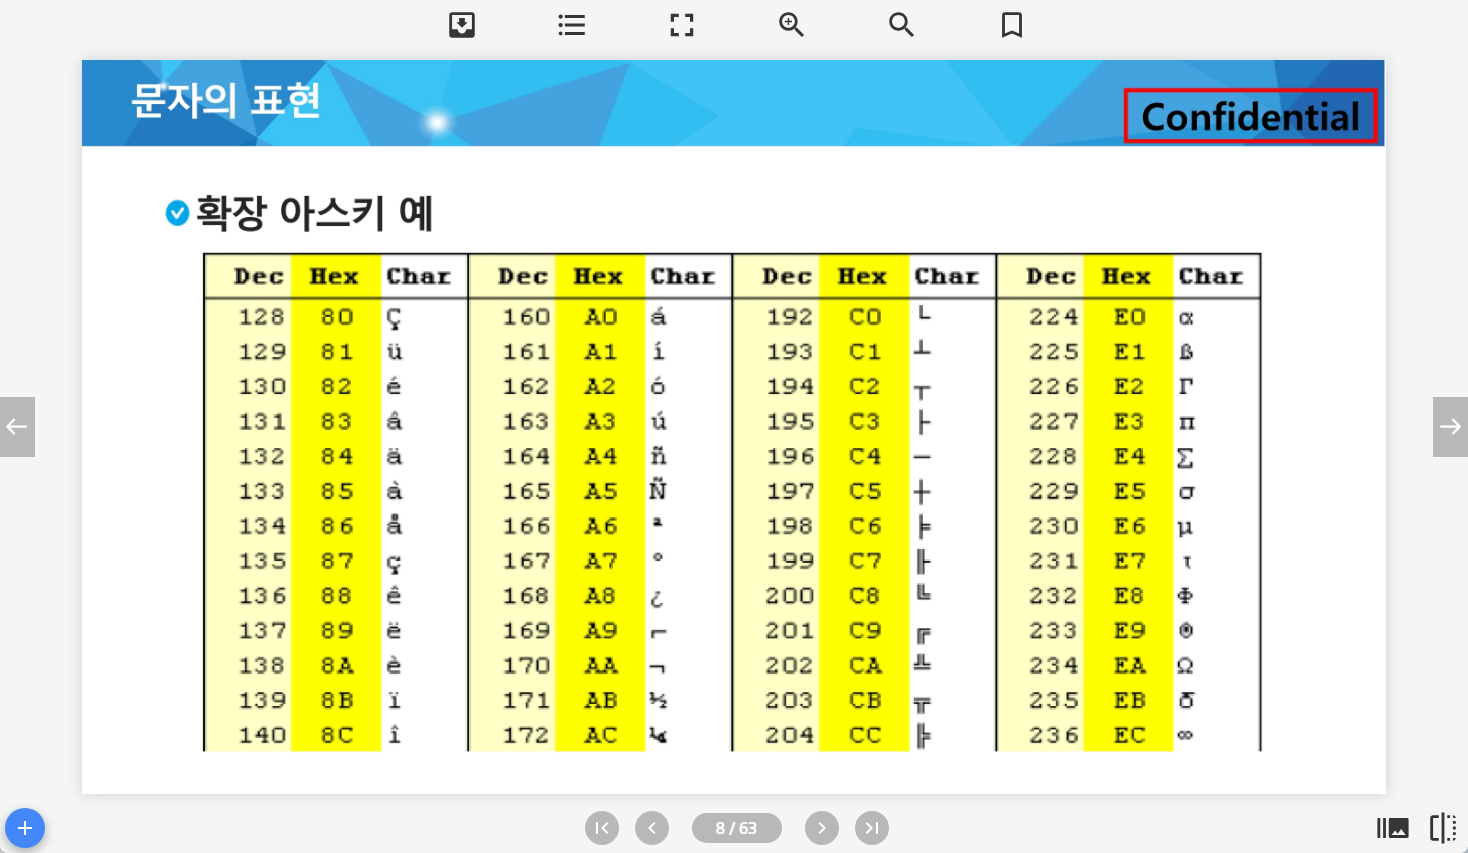 문자의 표현
Confidential
확장 아스키 예
Dec Hex Char Dec Hex Char Dec Hex Char Dec Hex Char
128 80 Ç 160 A0 á 192 C0 └ 224 E0 α
129 81 ü 161 A1 í 193 C1 ┴ 225 E1 ß
130 82 é 162 A2 ó 194 C2 ┬ 226 E2 Γ
131 83 â 163 A3 ú 195 C3 ├ 227 E3 π
132 84 ä 164 A4 ñ 196 C4 ─ 228 E4 Σ
133 85 à 165 A5 Ñ 197 C5 ┼ 229 E5 σ
134 86 å 166 A6 ª 198 C6 ╞ 230 E6 µ
135 87 ç 167 A7 º 199 C7 ╟ 231 E7 τ
136 88 ê 168 A8 ¿ 200 C8 ╚ 232 E8 Φ
137 89 ë 169 A9 ⌐ 201 C9 ╔ 233 E9 Θ
138 8A è 170 AA ¬ 202 CA ╩ 234 EA Ω
139 8B ï 171 AB ½ 203 CB ╦ 235 EB δ
140 8C î 172 AC ¼ 204 CC ╠ 236 EC ∞
8 / 63